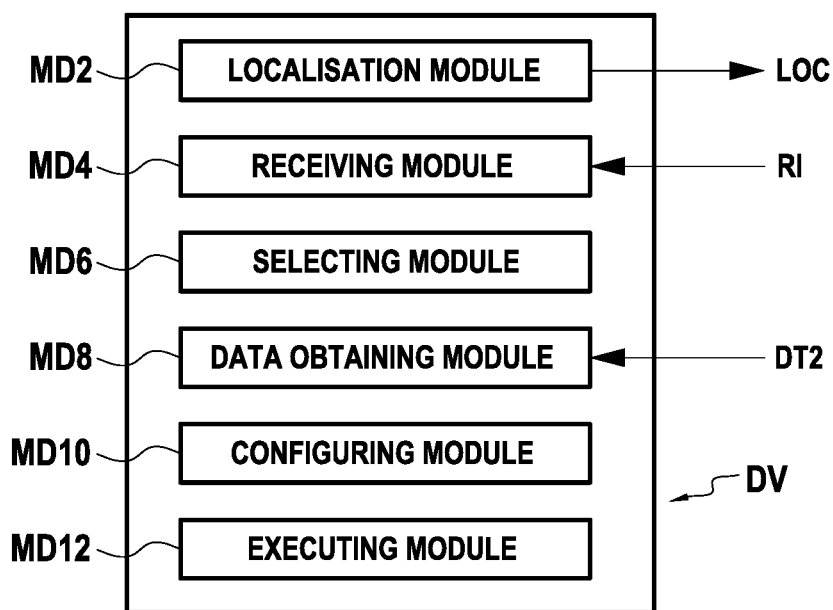 MD2 LOCALISATION MODULE LOC
MD4 RECEIVING MODULE RI
MD6 SELECTING MODULE
MD8 DATA OBTAINING MODULE DT2
MD10 CONFIGURING MODULE
DV
MD12 EXECUTING MODULE